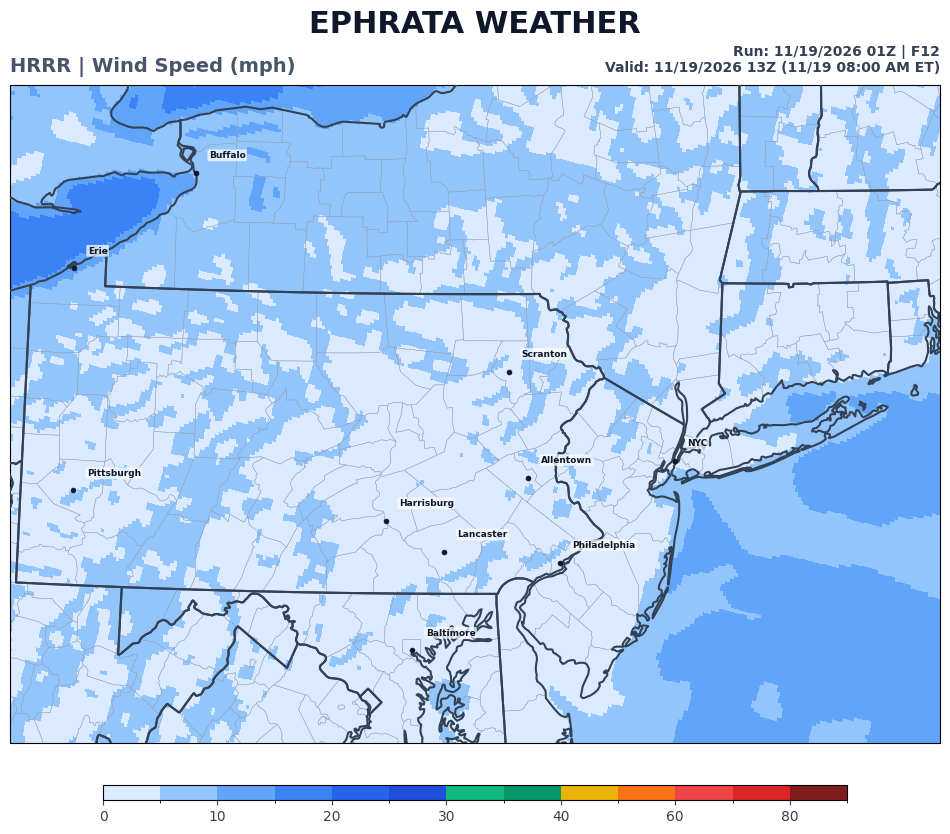 EPHRATA WEATHER
HRRR | Wind Speed (mph)
Run: 11/19/2026 01Z | F12
Valid: 11/19/2026 13Z (11/19 08:00 AM ET)
Buffalo
Erie
Scranton
NYC
Allentown
Pittsburgh
Harrisburg
Lancaster
Philadelphia
Baltimore
0 10 20 30 40 50 60 70 80